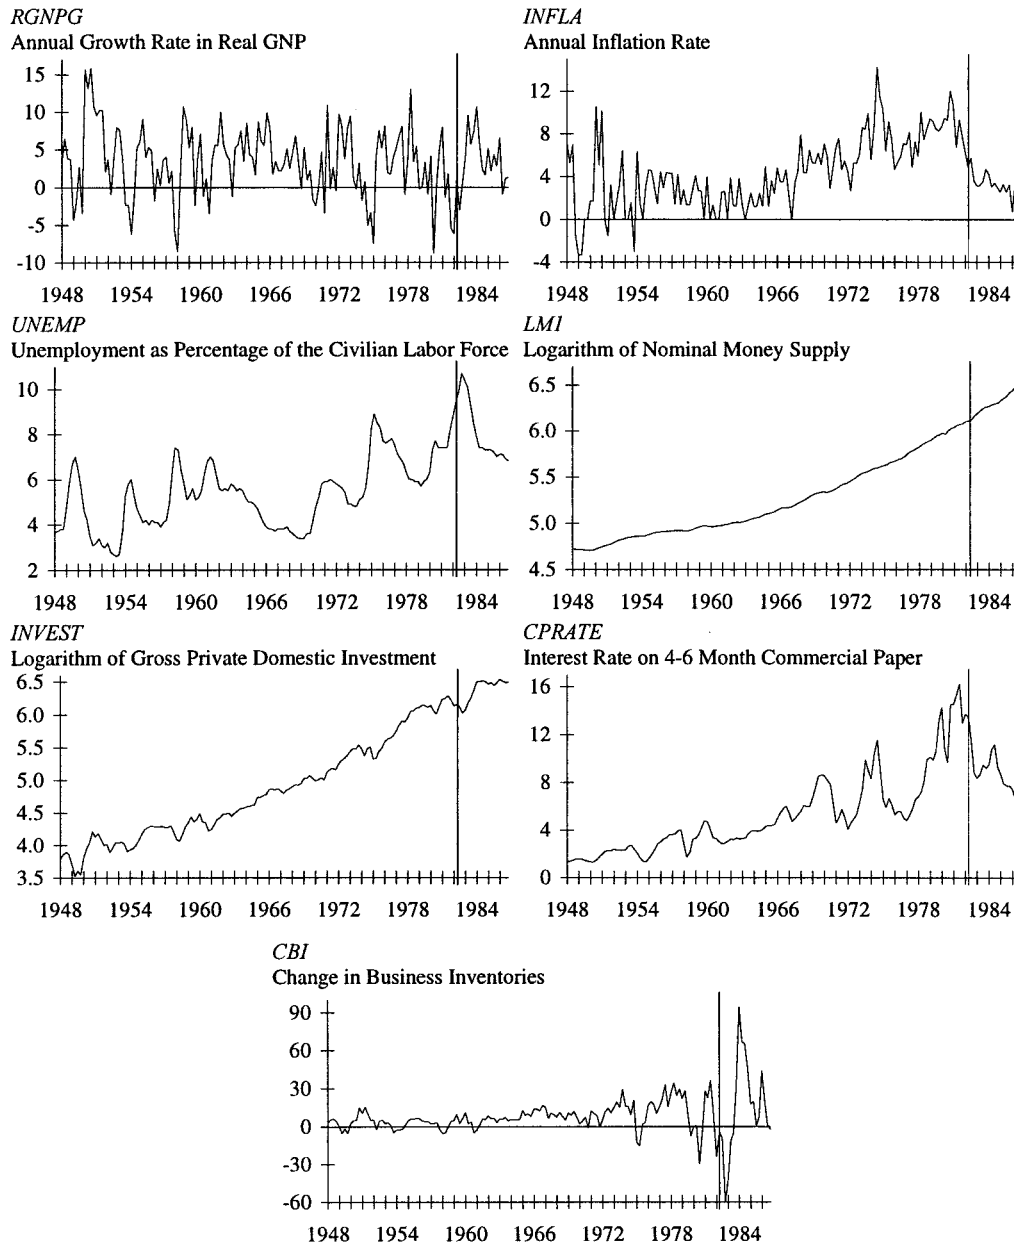 RGNPG
Annual Growth Rate in Real GNP
15
10
5
0
-5
-10
1948 1954 1960 1966 1972 1978 1984
INFLA
Annual Inflation Rate
12
8
4
0
-4
1948 1954 1960 1966 1972 1978 1984
UNEMP
Unemployment as Percentage of the Civilian Labor Force
10
8
6
4
2
1948 1954 1960 1966 1972 1978 1984
LM1
Logarithm of Nominal Money Supply
6.5
6.0
5.5
5.0
4.5
1948 1954 1960 1966 1972 1978 1984
INVEST
Logarithm of Gross Private Domestic Investment
6.5
6.0
5.5
5.0
4.5
4.0
3.5
1948 1954 1960 1966 1972 1978 1984
CPRATE
Interest Rate on 4-6 Month Commercial Paper
16
12
8
4
0
1948 1954 1960 1966 1972 1978 1984
CBI
Change in Business Inventories
90
60
30
0
-30
-60
1948 1954 1960 1966 1972 1978 1984